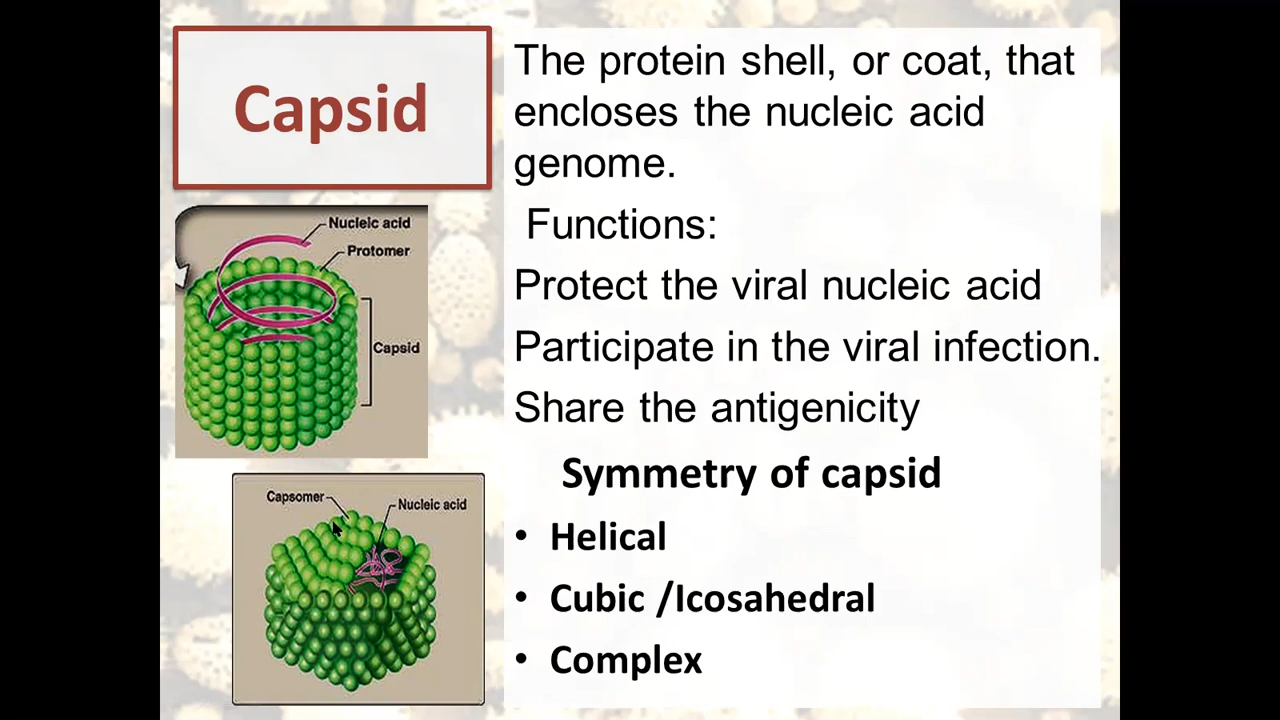 Capsid
The protein shell, or coat, that
encloses the nucleic acid
genome.
Functions:
Protect the viral nucleic acid
Participate in the viral infection.
Share the antigenicity
Symmetry of capsid
• Helical
• Cubic /Icosahedral
• Complex
Nucleic acid
Protomer
Capsid
Capsomer
Nucleic acid